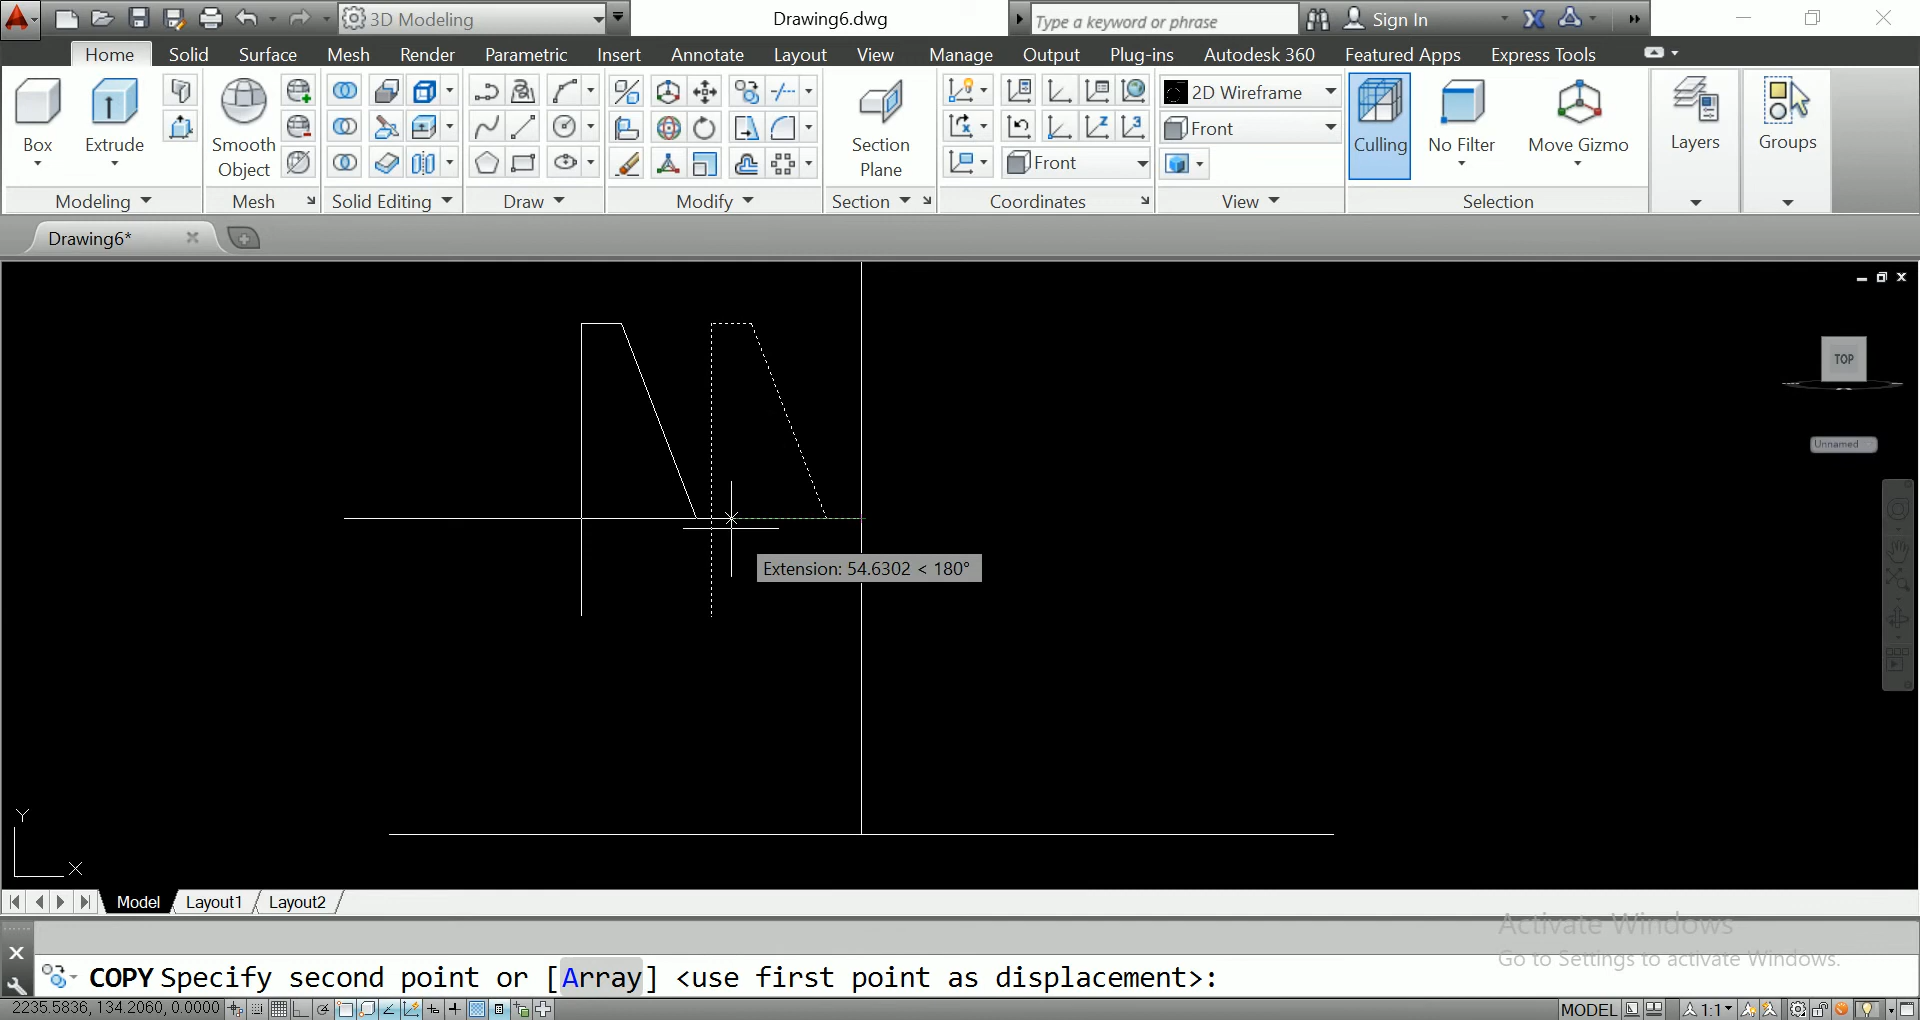 3D Modeling
Drawing6.dwg
Type a keyword or phrase
Sign In
Home Solid Surface Mesh Render Parametric Insert Annotate Layout View Manage Output Plug-ins Autodesk 360 Featured Apps Express Tools
Box
Extrude
Smooth
Object
Section
Plane
2D Wireframe
Front
Front
Culling
No Filter
Move Gizmo
Layers
Groups
Modeling Mesh Solid Editing Draw Modify Section Coordinates View Selection
Drawing6*
TOP
Unnamed
Extension: 54.6302 < 180°
Y
X
Model Layout1 Layout2
Activate Windows
Go to Settings to activate Windows.
COPY Specify second point or [Array] <use first point as displacement>:
2235.5836, 134.2060, 0.0000
MODEL
1:1